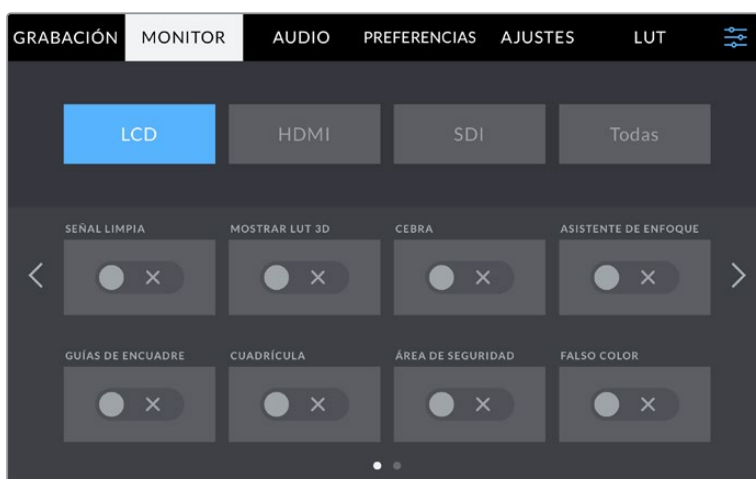 GRABACIÓN MONITOR AUDIO PREFERENCIAS AJUSTES LUT
LCD HDMI SDI Todas
SEÑAL LIMPIA MOSTRAR LUT 3D CEBRA ASISTENTE DE ENFOQUE
GUÍAS DE ENCUADRE CUADRÍCULA ÁREA DE SEGURIDAD FALSO COLOR